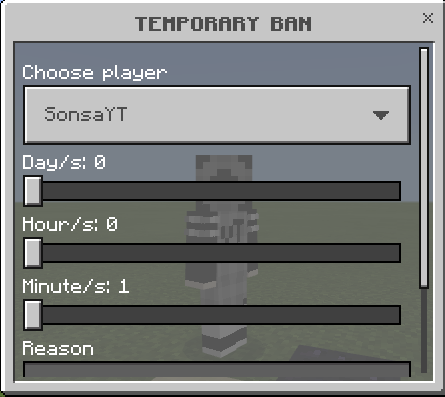 TEMPORARY BAN
Choose player
SonsaYT
Day/s: 0
Hour/s: 0
Minute/s: 1
Reason